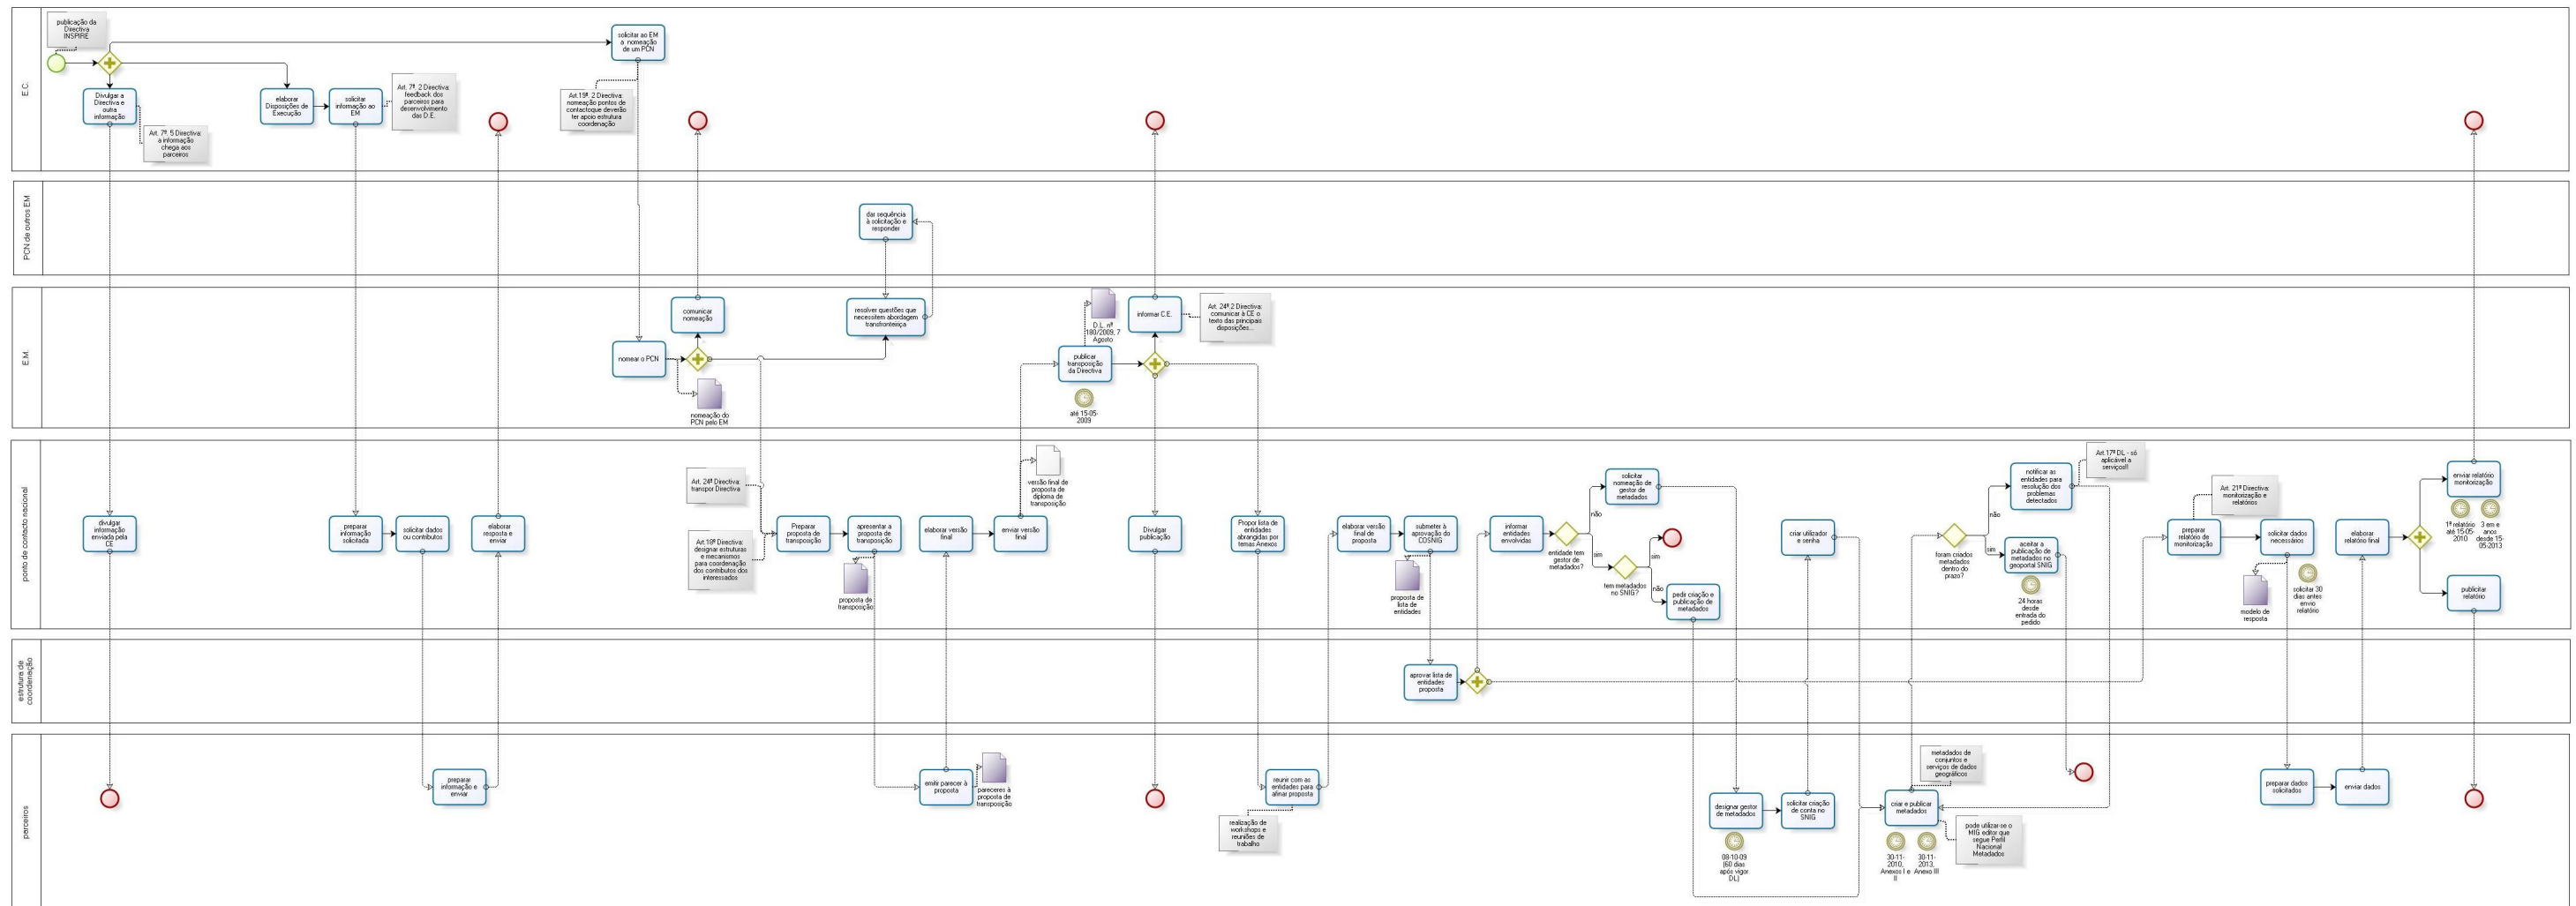 E.C.
publicação da
Directiva
INSPIRE
Divulgar a
Directiva e
outra
informação
Art. 7º, 5 Directiva:
a informação
chega aos
parceiros
elaborar
Disposições de
Execução
solicitar
informação ao
EM
Art. 7º, 2 Directiva:
feedback dos
parceiros para
desenvolvimento
das D.E.
solicitar ao EM
a nomeação
de um PCN
Art.19º, 2 Directiva:
nomeação pontos de
contactoque deverão
ter apoio estrutura
coordenação
PCN de outros EM
dar sequência
à solicitação e
responder
E.M.
comunicar
nomeação
nomear o PCN
nomeação do
PCN pelo EM
resolver questões que
necessitem abordagem
transfronteiriça
D.L. nº
180/2009, 7
Agosto
publicar
transposição
da Directiva
até 15-05-
2009
informar C.E.
Art. 24º.2 Directiva:
comunicar à CE o
texto das principais
disposições...
ponto de contacto nacional
divulgar
informação
enviada pela
CE
preparar
informação
solicitada
solicitar dados
ou contributos
elaborar
resposta e
enviar
Art. 24º Directiva:
transpor Directiva
Art.18º Directiva:
designar estruturas
e mecanismos
para coordenação
dos contributos dos
interessados
Preparar
proposta de
transposição
apresentar a
proposta de
transposição
proposta de
transposição
elaborar versão
final
enviar versão
final
versão final de
proposta de
diploma de
transposição
Divulgar
publicação
Propor lista de
entidades
abrangidas por
temas Anexos
elaborar versão
final de
proposta
submeter à
aprovação do
COSNIG
proposta de
lista de
entidades
informar
entidades
envolvidas
entidade tem
gestor de
metadados?
não
sim
solicitar
nomeação de
gestor de
metadados
tem metadados
no SNIG?
sim
não
pedir criação e
publicação de
metadados
criar utilizador
e senha
foram criados
metadados
dentro do
prazo?
não
sim
notificar as
entidades para
resolução dos
problemas
detectados
Art.17º DL - só
aplicável a
serviços!!
aceitar a
publicação de
metadados no
geoportal SNIG
24 horas
desde
entrada do
pedido
Art. 21º Directiva:
monitorização e
relatórios
preparar
relatório de
monitorização
solicitar dados
necessários
modelo de
resposta
solicitar 30
dias antes
envio
relatório
elaborar
relatório final
enviar relatório
monitorização
1º relatório
até 15-05-
2010
3 em e
anos
desde 15-
05-2013
publicitar
relatório
estrutura de
coordenação
aprovar lista de
entidades
proposta
parceiros
preparar
informação e
enviar
emitir parecer à
proposta
pareceres à
proposta de
transposição
reunir com as
entidades para
afinar proposta
realização de
workshops e
reuniões de
trabalho
designar gestor
de metadados
08-10-09
(60 dias
após vigor
DL)
solicitar criação
de conta no
SNIG
metadados de
conjuntos e
serviços de dados
geográficos
criar e publicar
metadados
30-11-
2010,
Anexos I e
II
30-11-
2013,
Anexo III
pode utilizar-se o
MIG editor que
segue Perfil
Nacional
Metadados
preparar dados
solicitados
enviar dados